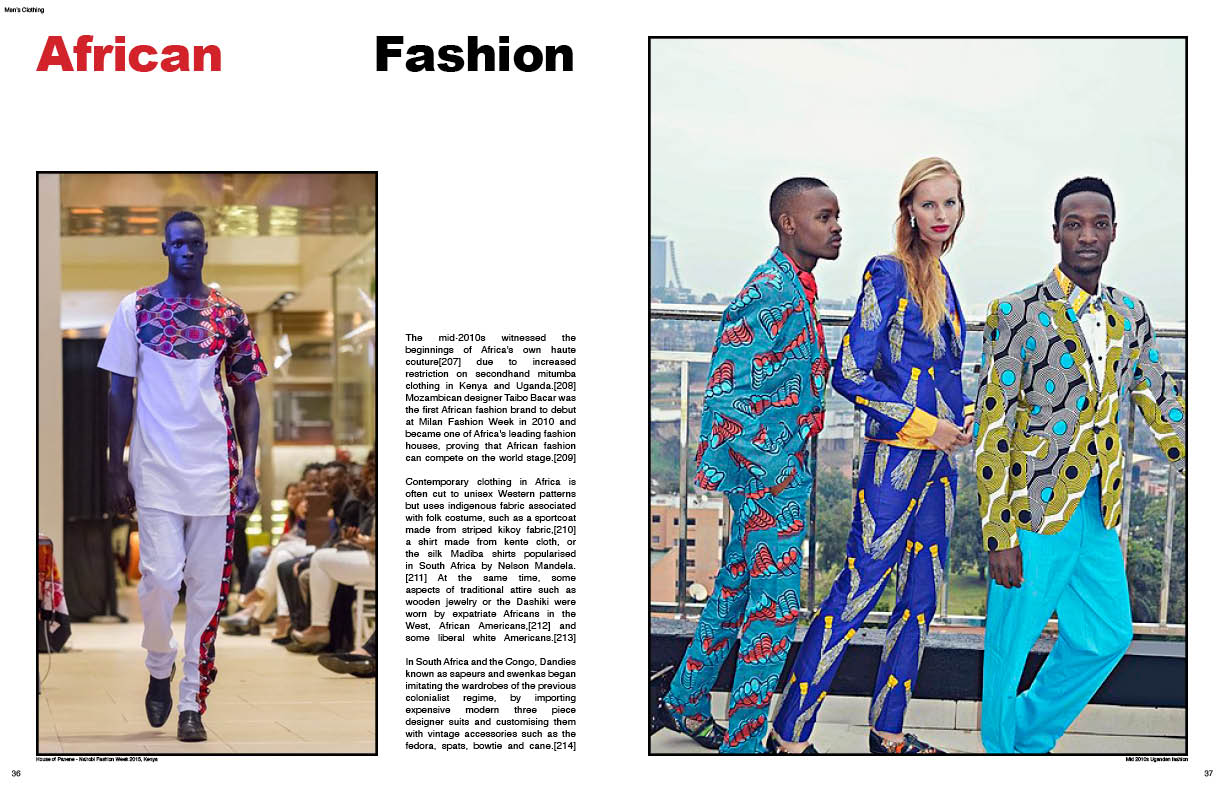 Men's Clothing
African Fashion
The mid-2010s witnessed the
beginnings of Africa's own haute
couture[207] due to increased
restriction on secondhand mitumba
clothing in Kenya and Uganda.[208]
Mozambican designer Taibo Bacar was
the first African fashion brand to debut
at Milan Fashion Week in 2010 and
became one of Africa's leading fashion
houses, proving that African fashion
can compete on the world stage.[209]
Contemporary clothing in Africa is
often cut to unisex Western patterns
but uses indigenous fabric associated
with folk costume, such as a sportcoat
made from striped kikoy fabric,[210]
a shirt made from kente cloth, or
the silk Madiba shirts popularised
in South Africa by Nelson Mandela.
[211] At the same time, some
aspects of traditional attire such as
wooden jewelry or the Dashiki were
worn by expatriate Africans in the
West, African Americans,[212] and
some liberal white Americans.[213]
In South Africa and the Congo, Dandies
known as sapeurs and swenkas began
imitating the wardrobes of the previous
colonialist regime, by importing
expensive modern three piece
designer suits and customising them
with vintage accessories such as the
fedora, spats, bowtie and cane.[214]
House of Panene - Nairobi Fashion Week 2015, Kenya
36
Mid 2010s Ugandan fashion
37